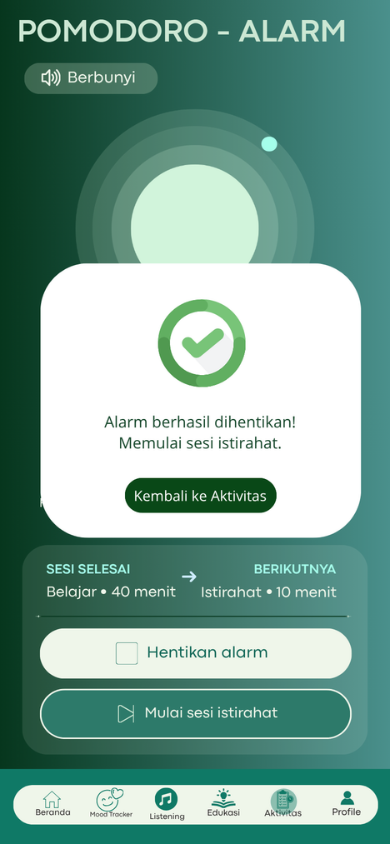 POMODORO - ALARM
Berbunyi
Alarm berhasil dihentikan!
Memulai sesi istirahat.
Kembali ke Aktivitas
SESI SELESAI
BERIKUTNYA
Belajar • 40 menit
Istirahat • 10 menit
Hentikan alarm
Mulai sesi istirahat
Beranda
Mood Tracker
Listening
Edukasi
Aktivitas
Profile